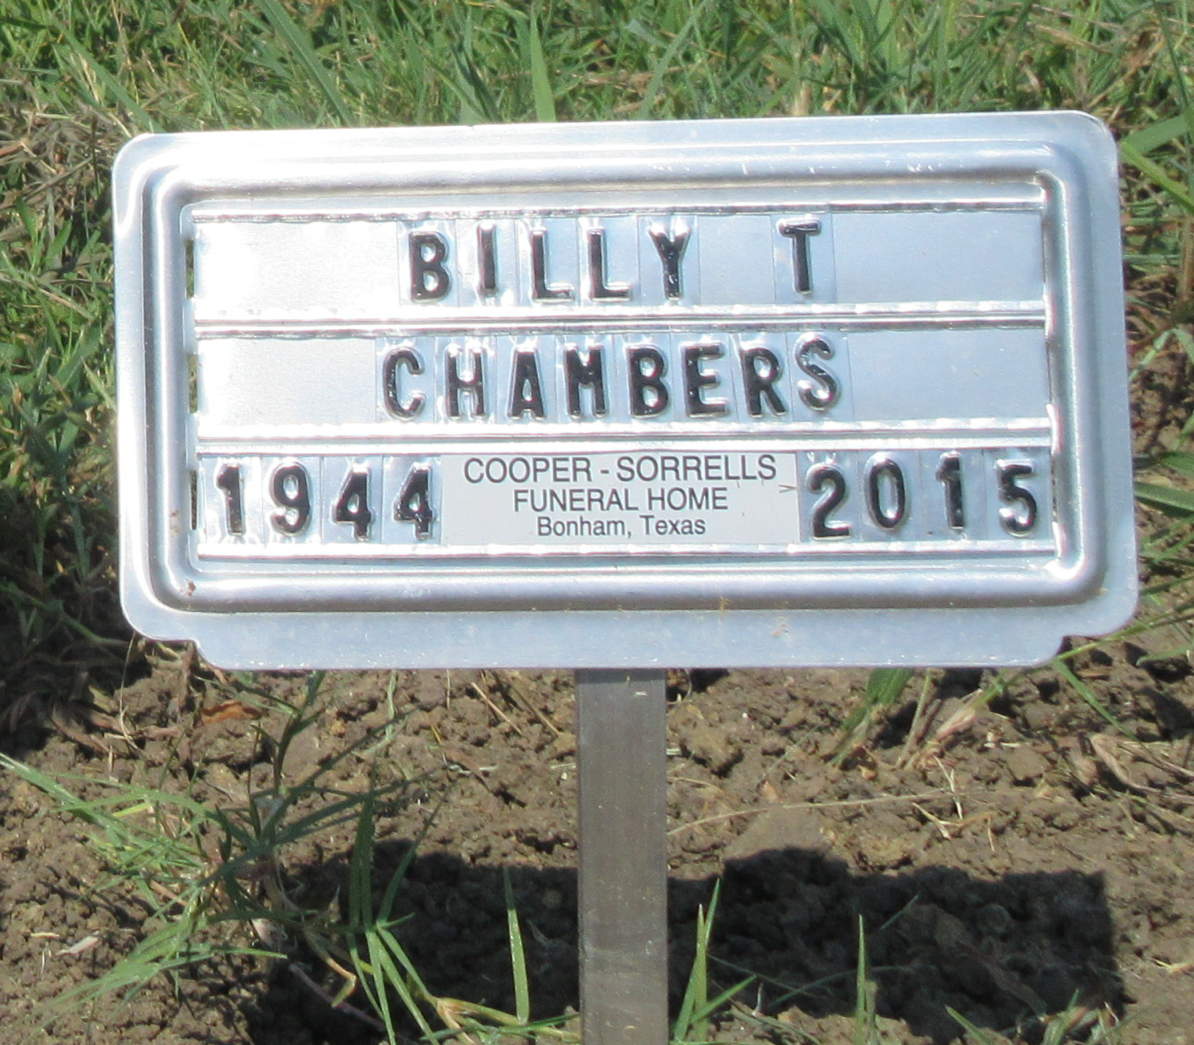 BILLY T
CHAMBERS
1944
COOPER - SORRELLS
FUNERAL HOME
Bonham, Texas
2015